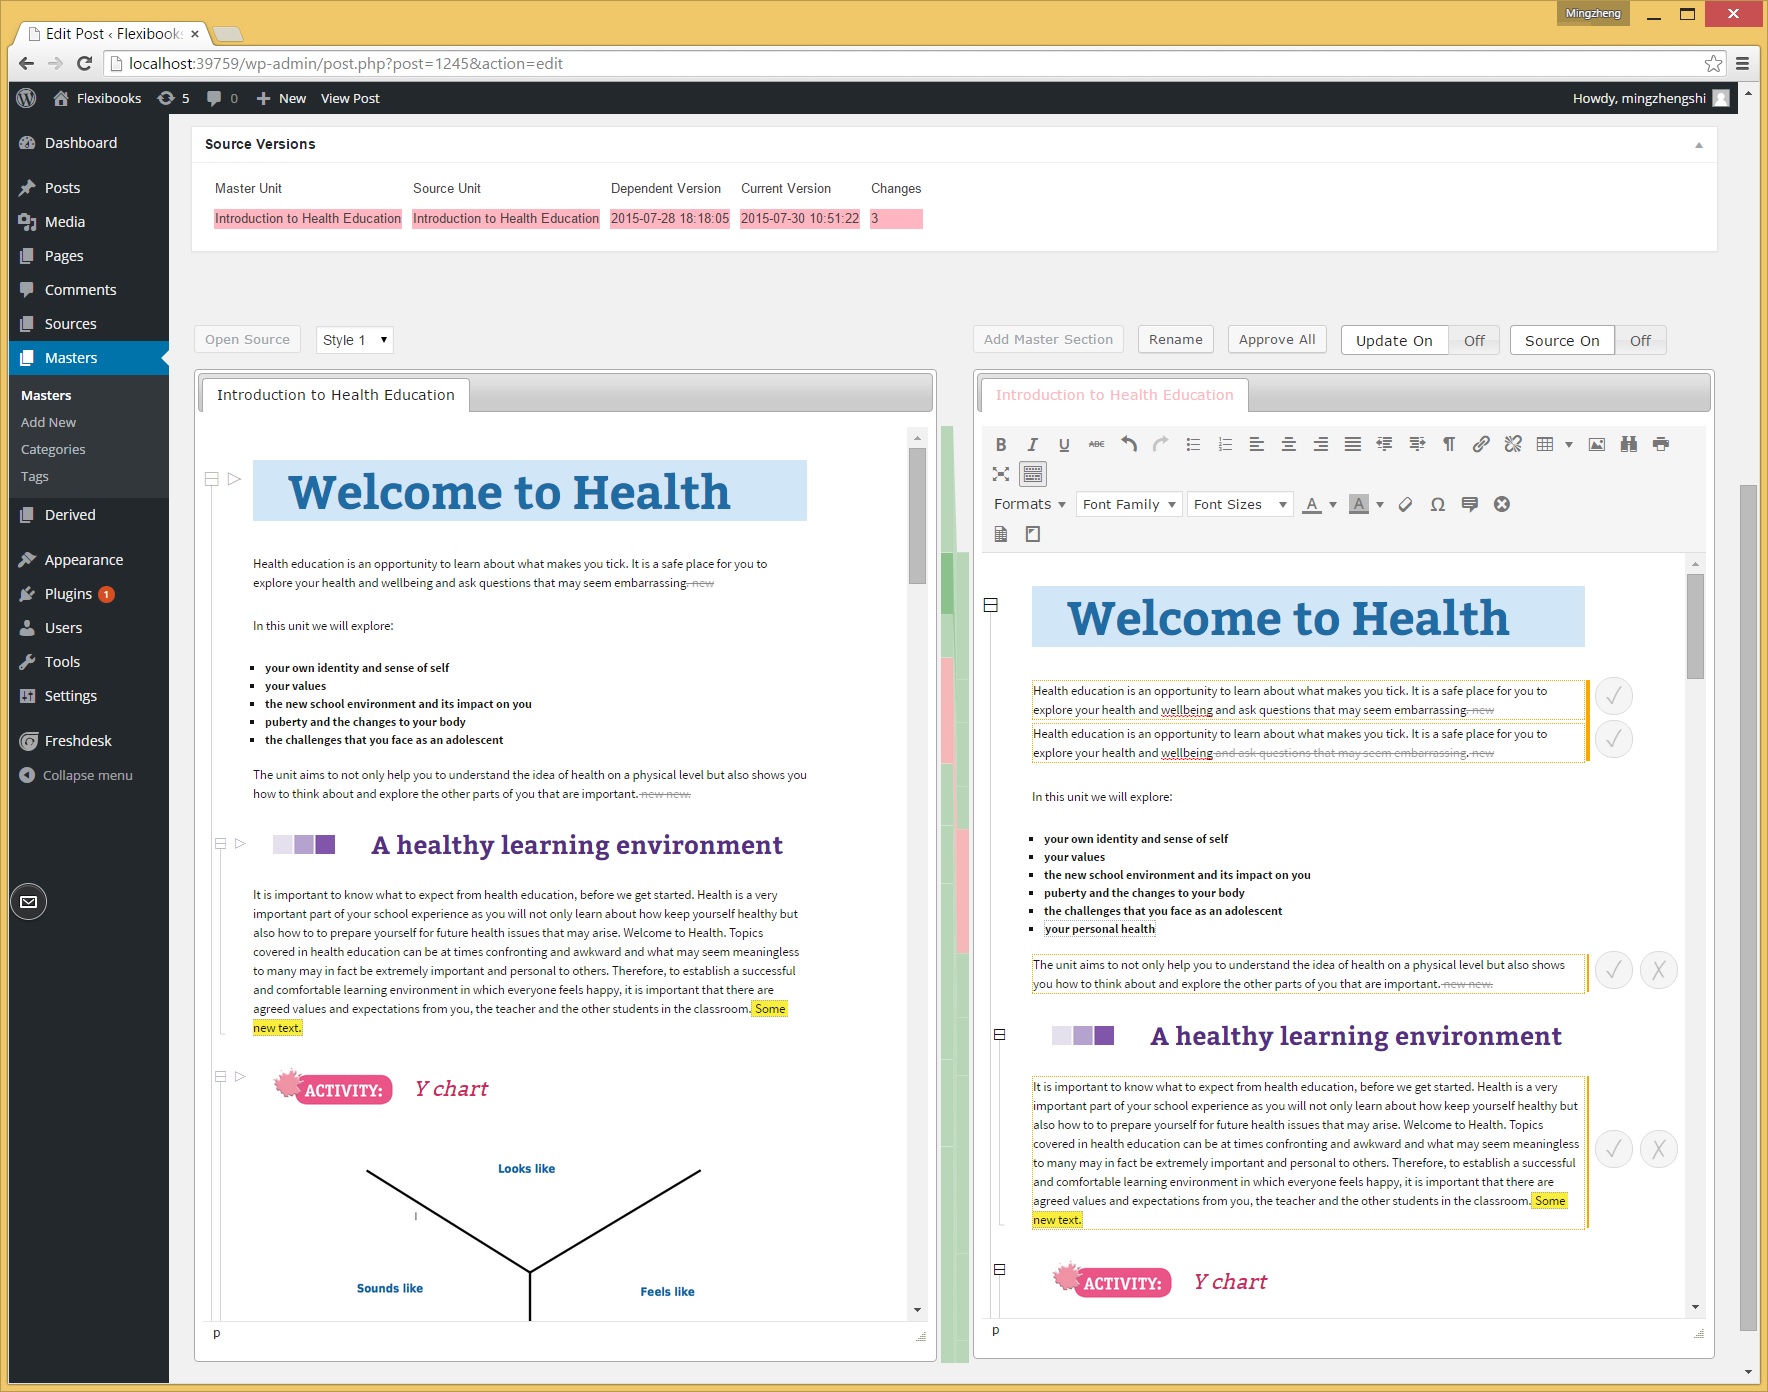 Mingzheng
Edit Post ‹ Flexibooks
localhost:39759/wp-admin/post.php?post=1245&action=edit
Flexibooks 5 0 New View Post
Howdy, mingzhengshi
Dashboard
Posts
Media
Pages
Comments
Sources
Masters
Masters
Add New
Categories
Tags
Derived
Appearance
Plugins 1
Users
Tools
Settings
Freshdesk
Collapse menu
Source Versions
Master Unit Source Unit Dependent Version Current Version Changes
Introduction to Health Education Introduction to Health Education 2015-07-28 18:18:05 2015-07-30 10:51:22 3
Open Source Style 1
Add Master Section Rename Approve All Update On Off Source On Off
Introduction to Health Education
Welcome to Health
Health education is an opportunity to learn about what makes you tick. It is a safe place for you to
explore your health and wellbeing and ask questions that may seem embarrassing. new
In this unit we will explore:
your own identity and sense of self
your values
the new school environment and its impact on you
puberty and the changes to your body
the challenges that you face as an adolescent
The unit aims to not only help you to understand the idea of health on a physical level but also shows you
how to think about and explore the other parts of you that are important. new new.
A healthy learning environment
It is important to know what to expect from health education, before we get started. Health is a very
important part of your school experience as you will not only learn about how keep yourself healthy but
also how to to prepare yourself for future health issues that may arise. Welcome to Health. Topics
covered in health education can be at times confronting and awkward and what may seem meaningless
to many may in fact be extremely important and personal to others. Therefore, to establish a successful
and comfortable learning environment in which everyone feels happy, it is important that there are
agreed values and expectations from you, the teacher and the other students in the classroom. Some
new text.
ACTIVITY: Y chart
Looks like
Sounds like
Feels like
p
Introduction to Health Education
B I U ABC
Formats Font Family Font Sizes A A Ω
Welcome to Health
Health education is an opportunity to learn about what makes you tick. It is a safe place for you to
explore your health and wellbeing and ask questions that may seem embarrassing. new
Health education is an opportunity to learn about what makes you tick. It is a safe place for you to
explore your health and wellbeing and ask questions that may seem embarrassing. new
In this unit we will explore:
your own identity and sense of self
your values
the new school environment and its impact on you
puberty and the changes to your body
the challenges that you face as an adolescent
your personal health
The unit aims to not only help you to understand the idea of health on a physical level but also shows
you how to think about and explore the other parts of you that are important. new new.
A healthy learning environment
It is important to know what to expect from health education, before we get started. Health is a very
important part of your school experience as you will not only learn about how keep yourself healthy but
also how to to prepare yourself for future health issues that may arise. Welcome to Health. Topics
covered in health education can be at times confronting and awkward and what may seem meaningless
to many may in fact be extremely important and personal to others. Therefore, to establish a successful
and comfortable learning environment in which everyone feels happy, it is important that there are
agreed values and expectations from you, the teacher and the other students in the classroom. Some
new text.
ACTIVITY: Y chart
p